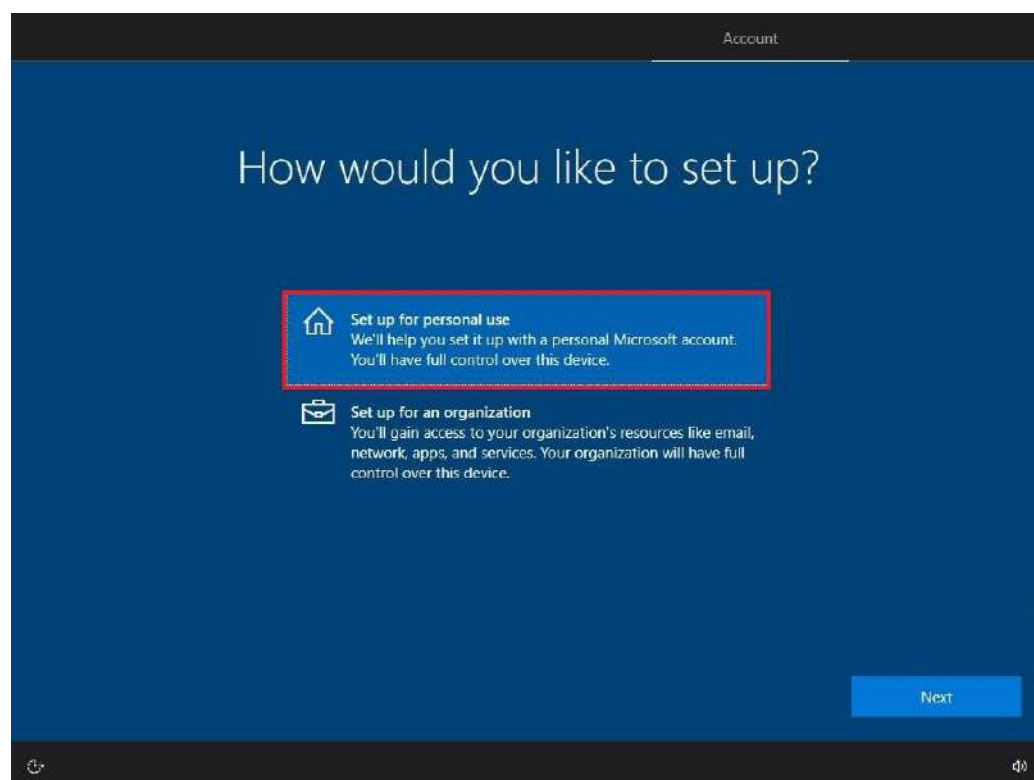 Account
How would you like to set up?
Set up for personal use
We'll help you set it up with a personal Microsoft account.
You'll have full control over this device.
Set up for an organization
You'll gain access to your organization's resources like email,
network, apps, and services. Your organization will have full
control over this device.
Next